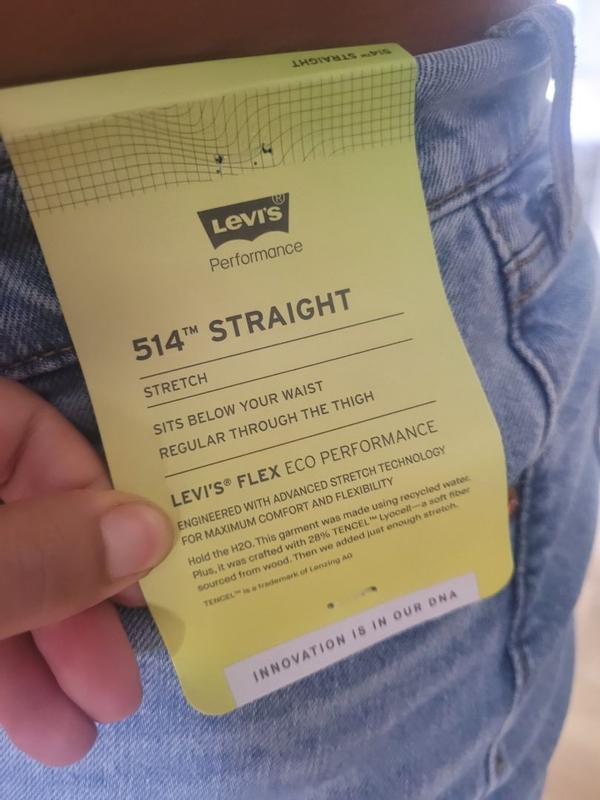 514™ STRAIGHT
Levi's®
Performance
514™ STRAIGHT
STRETCH
SITS BELOW YOUR WAIST
REGULAR THROUGH THE THIGH
LEVI'S® FLEX ECO PERFORMANCE
ENGINEERED WITH ADVANCED STRETCH TECHNOLOGY
FOR MAXIMUM COMFORT AND FLEXIBILITY
Hold the H2O. This garment was made using recycled water.
Plus, it was crafted with 28% TENCEL™ Lyocell—a soft fiber
sourced from wood. Then we added just enough stretch.
TENCEL™ is a trademark of Lenzing AG
INNOVATION IS IN OUR DNA